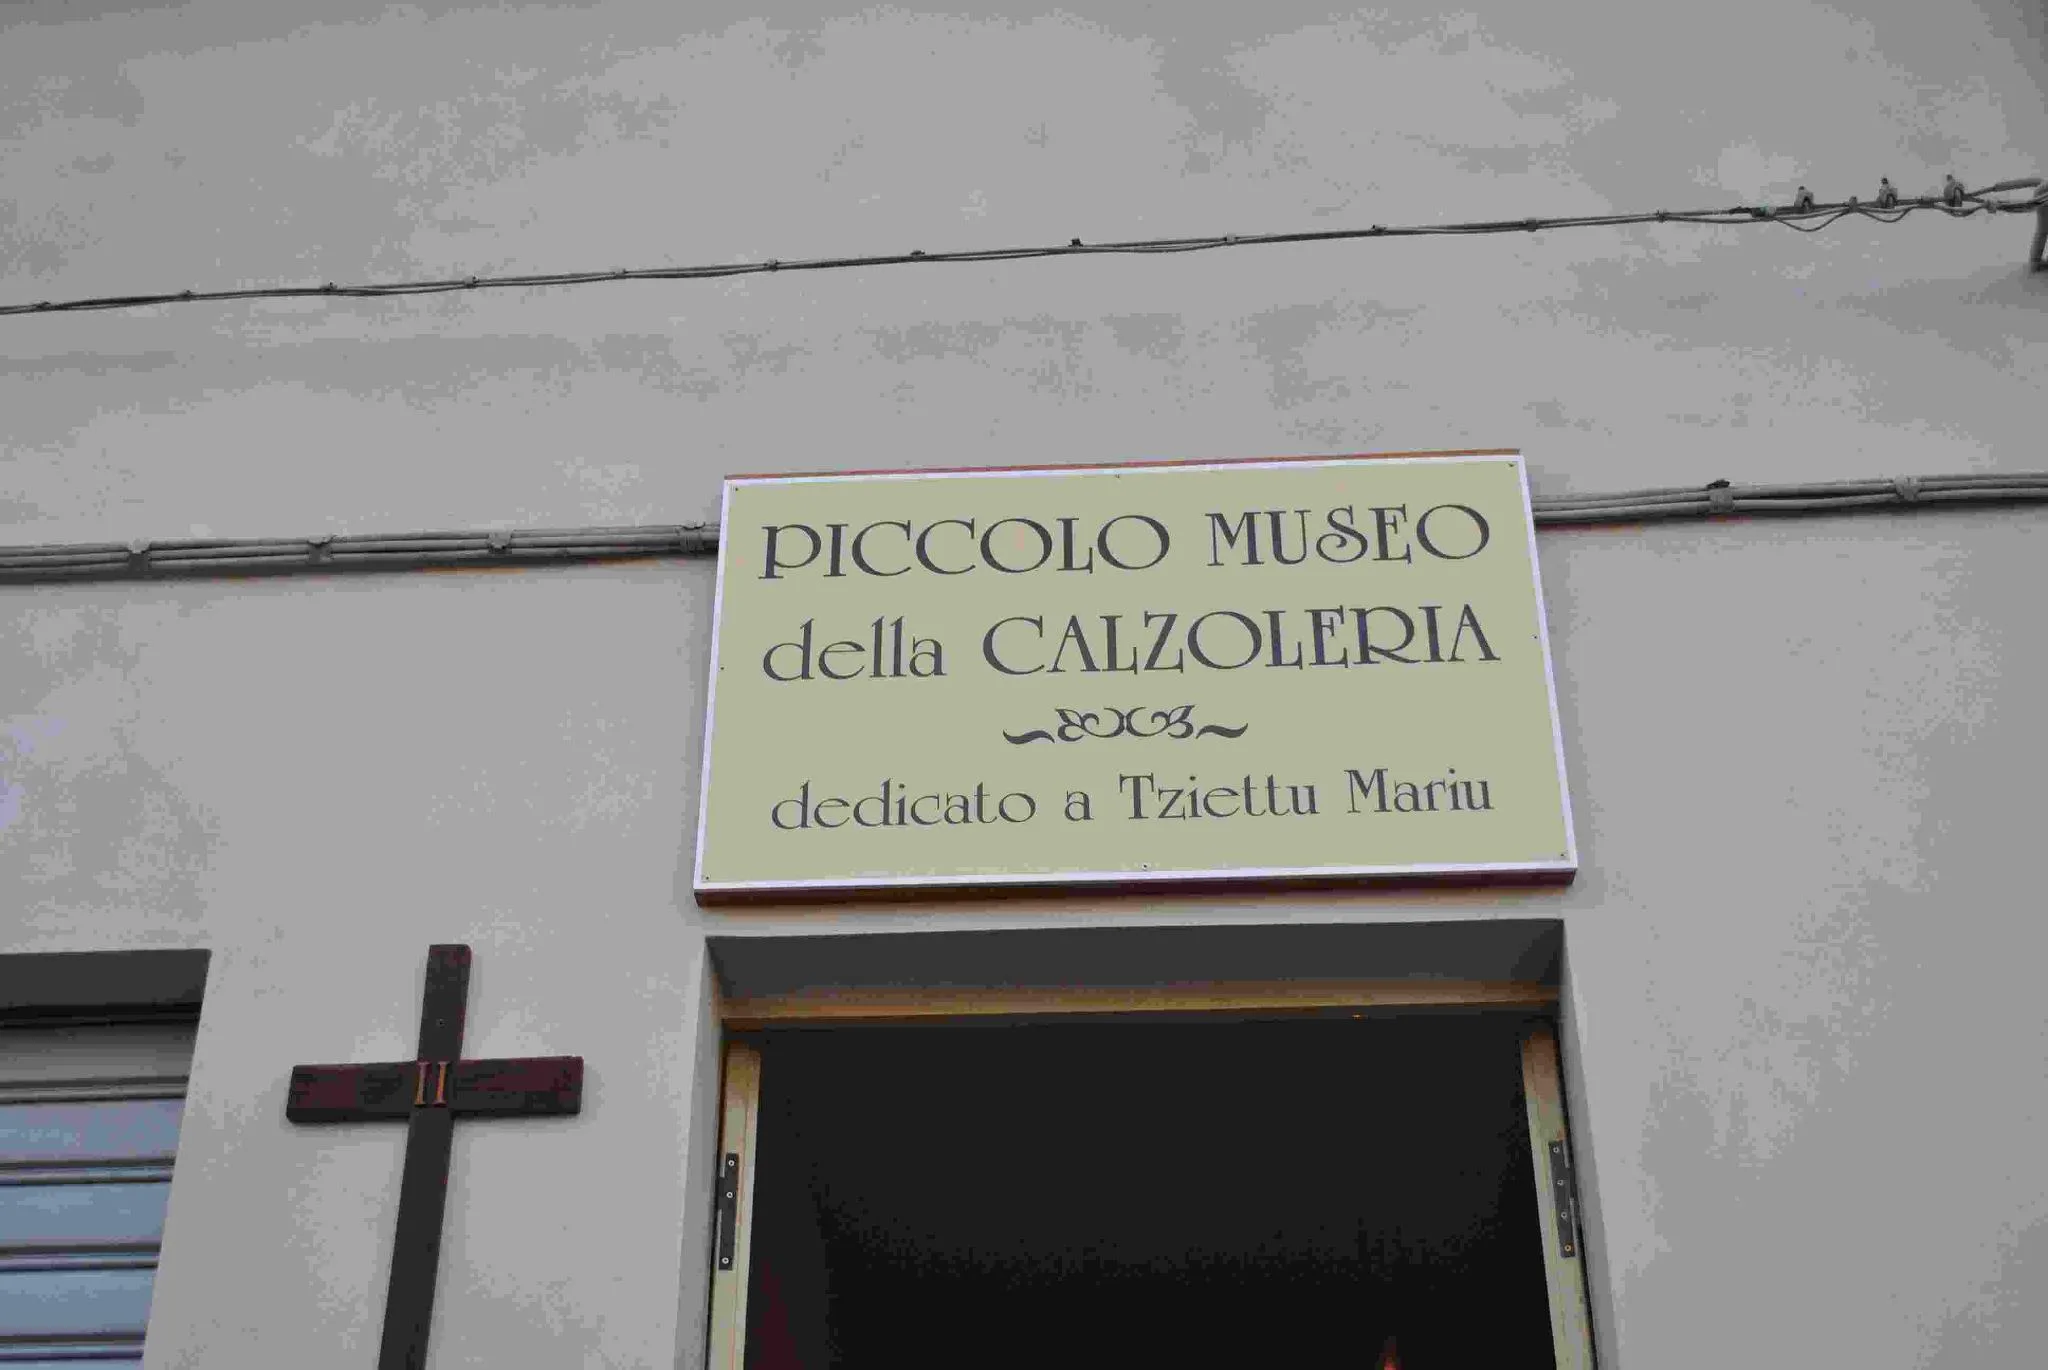 PICCOLO MUSEO
della CALZOLERIA
dedicato a Tziettu Mariu
II